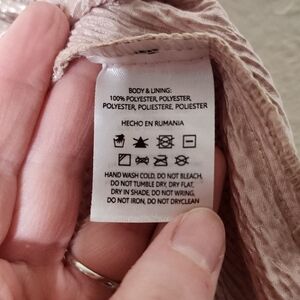 BODY & LINING:
100% POLYESTER, POLYESTER,
POLYESTER, POLIESTERE, POLIESTER
HECHO EN RUMANIA
HAND WASH COLD, DO NOT BLEACH,
DO NOT TUMBLE DRY, DRY FLAT,
DRY IN SHADE, DO NOT WRING,
DO NOT IRON, DO NOT DRYCLEAN